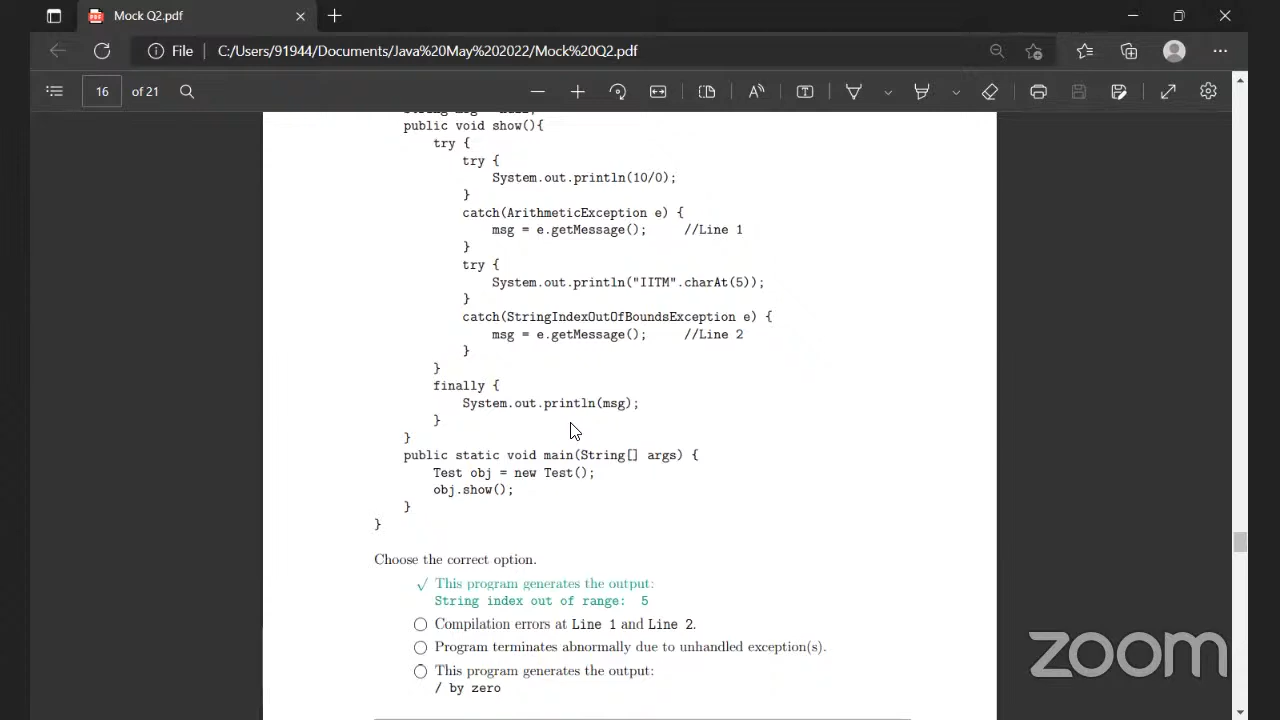 Mock Q2.pdf
File
C:/Users/91944/Documents/Java%20May%202022/Mock%20Q2.pdf
16 of 21
public void show(){
try {
try {
System.out.println(10/0);
}
catch(ArithmeticException e) {
msg = e.getMessage(); //Line 1
}
try {
System.out.println("IITM".charAt(5));
}
catch(StringIndexOutOfBoundsException e) {
msg = e.getMessage(); //Line 2
}
}
finally {
System.out.println(msg);
}
}
public static void main(String[] args) {
Test obj = new Test();
obj.show();
}
}
Choose the correct option.
√ This program generates the output:
String index out of range: 5
Compilation errors at Line 1 and Line 2.
Program terminates abnormally due to unhandled exception(s).
This program generates the output:
/ by zero
zoom